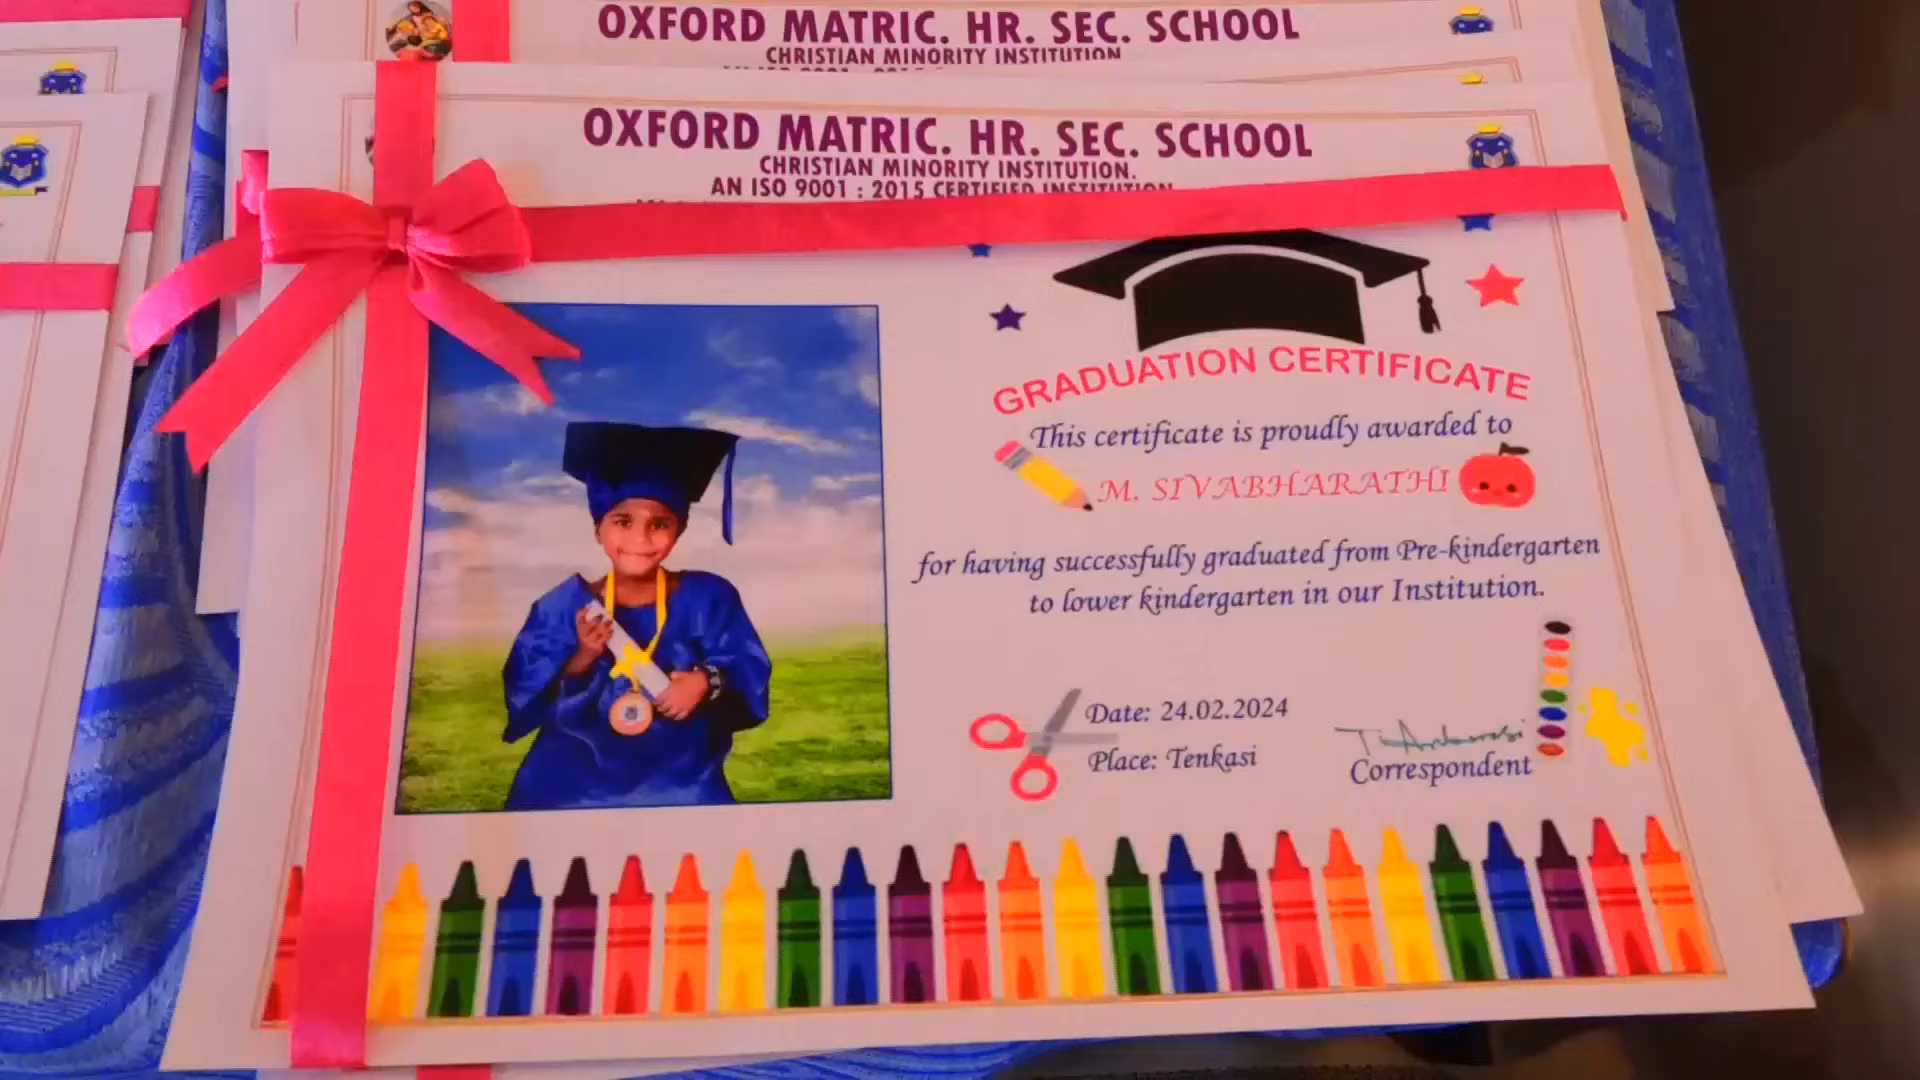 OXFORD MATRIC. HR. SEC. SCHOOL
CHRISTIAN MINORITY INSTITUTION
OXFORD MATRIC. HR. SEC. SCHOOL
CHRISTIAN MINORITY INSTITUTION.
AN ISO 9001 : 2015 CERTIFIED INSTITUTION
GRADUATION CERTIFICATE
This certificate is proudly awarded to
M. SIVABHARATHI
for having successfully graduated from Pre-kindergarten
to lower kindergarten in our Institution.
Date: 24.02.2024
Place: Tenkasi
Correspondent